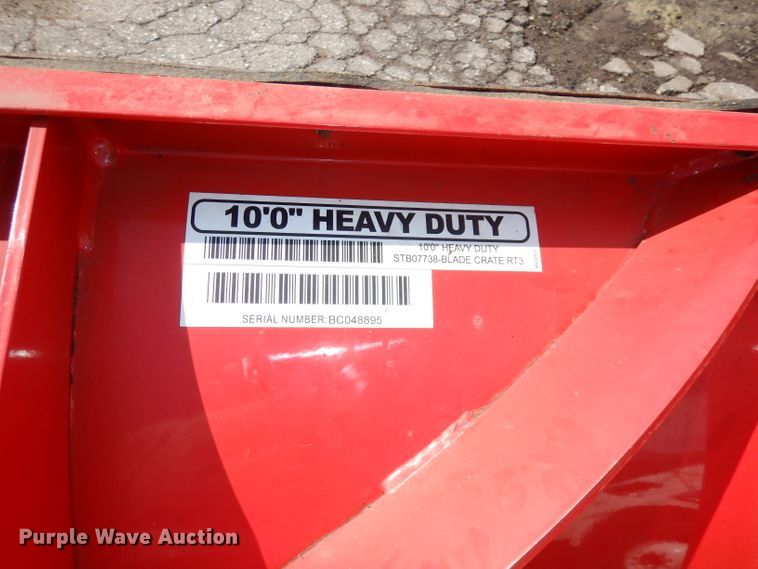 10'0" HEAVY DUTY
10'0" HEAVY DUTY
STB07738-BLADE CRATE RT3
SERIAL NUMBER:BC048895
Purple Wave Auction®